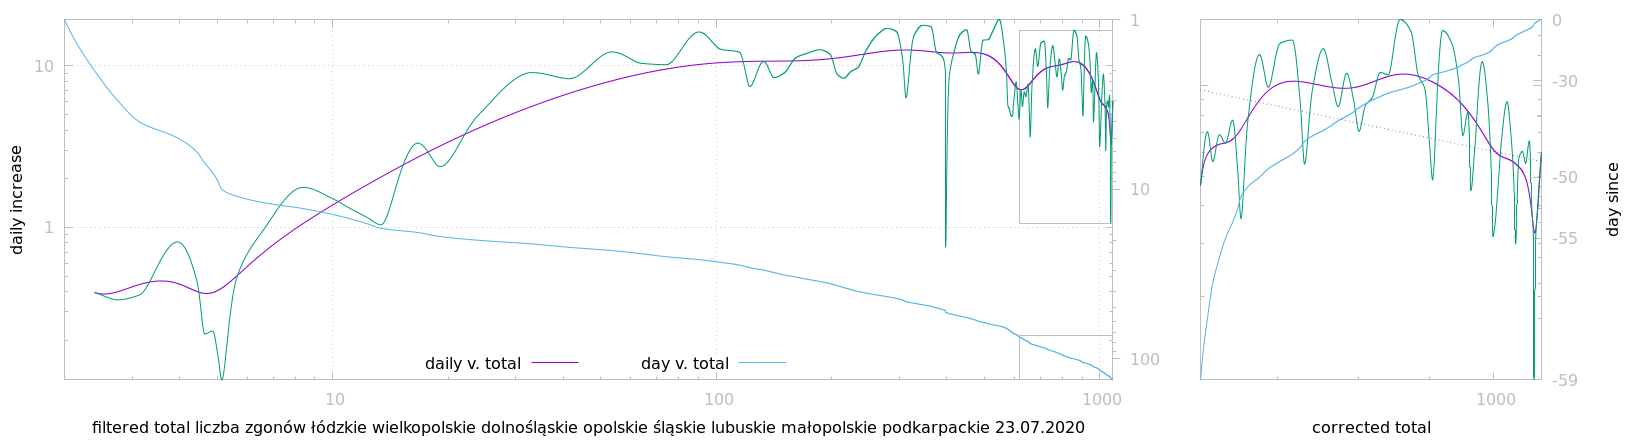 10
1
daily increase
daily v. total
day v. total
1
10
100
10
100
1000
filtered total liczba zgonów łódzkie wielkopolskie dolnośląskie opolskie śląskie lubuskie małopolskie podkarpackie 23.07.2020
0
-30
-50
-55
-59
day since
1000
corrected total